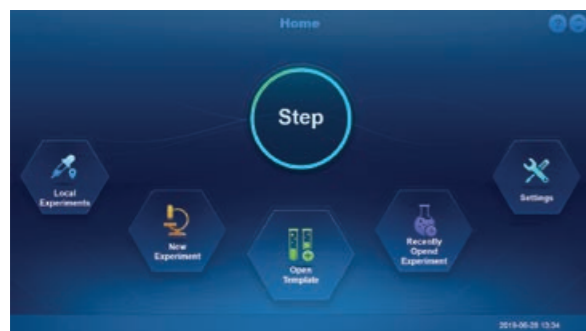 Home
Step
Local
Experiments
New
Experiment
Open
Template
Recently
Opend
Experiment
Settings
2019-06-28 13:34